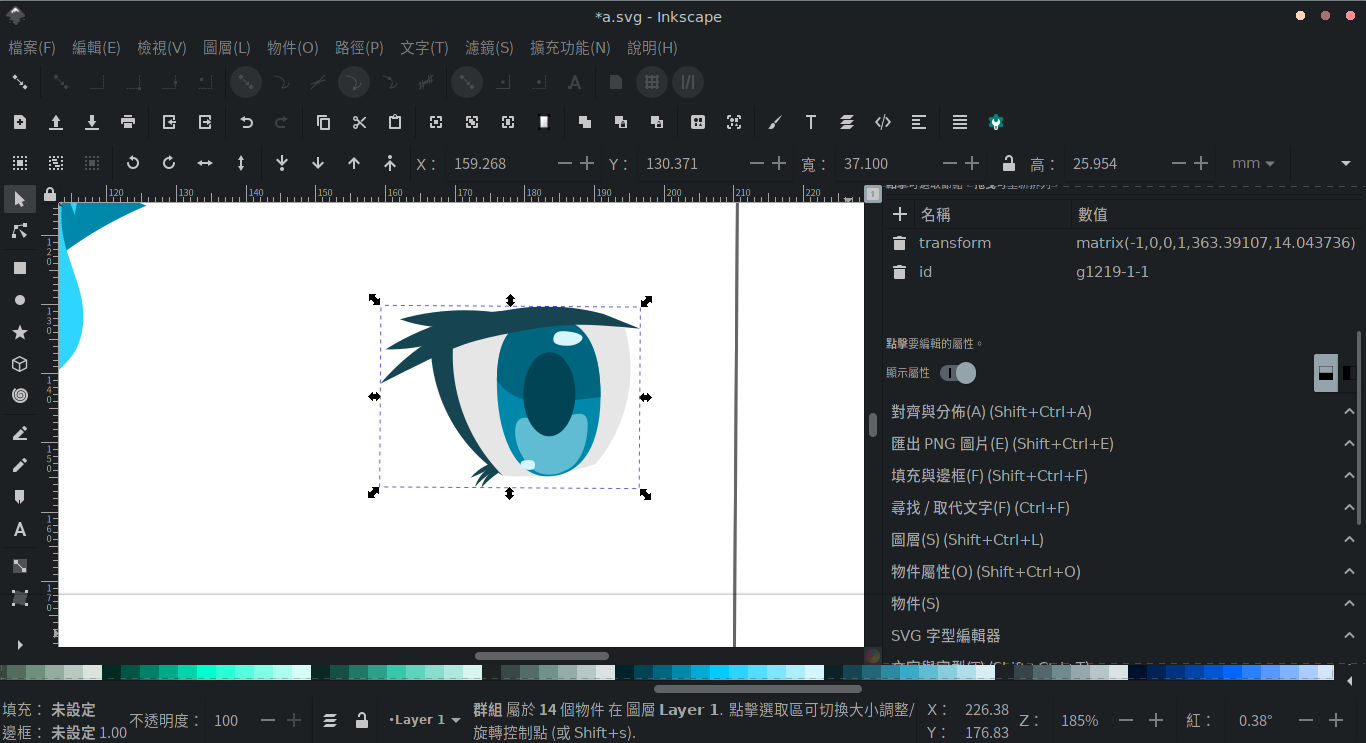 *a.svg - Inkscape
檔案(F) 編輯(E) 檢視(V) 圖層(L) 物件(O) 路徑(P) 文字(T) 濾鏡(S) 擴充功能(N) 說明(H)
X： 159.268 Y： 130.371 寬： 37.100 高： 25.954 mm
120 130 140 150 160 170 180 190 200 210 220
1
120
130
140
150
160
170
名稱 數值
transform matrix(-1,0,0,1,363.39107,14.043736)
id g1219-1-1
點擊要編輯的屬性。
顯示屬性
對齊與分佈(A) (Shift+Ctrl+A)
匯出 PNG 圖片(E) (Shift+Ctrl+E)
填充與邊框(F) (Shift+Ctrl+F)
尋找 / 取代文字(F) (Ctrl+F)
圖層(S) (Shift+Ctrl+L)
物件屬性(O) (Shift+Ctrl+O)
物件(S)
SVG 字型編輯器
填充： 未設定
邊框： 未設定 1.00
不透明度： 100
•Layer 1
群組 屬於 14 個物件 在 圖層 Layer 1. 點擊選取區可切換大小調整/
旋轉控制點 (或 Shift+s).
X： 226.38
Y： 176.83
Z： 185%
紅： 0.38°